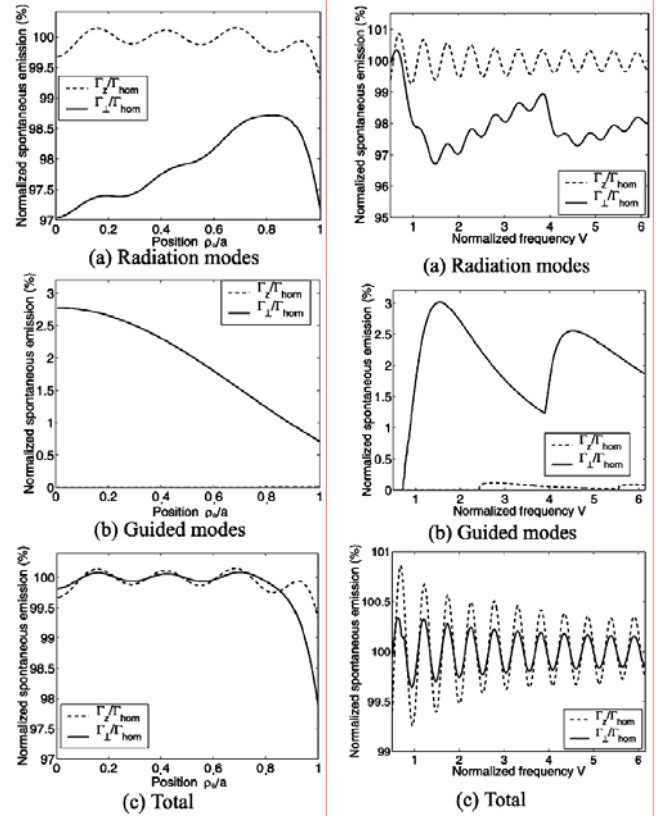 Normalized spontaneous emission (%)
100
99.5
99
98.5
98
97.5
97
Γz/Γhom
Γ⊥/Γhom
0 0.2 0.4 0.6 0.8 1
Position ρs/a
(a) Radiation modes
Normalized spontaneous emission (%)
3
2.5
2
1.5
1
0.5
0
Γz/Γhom
Γ⊥/Γhom
0 0.2 0.4 0.6 0.8 1
Position ρs/a
(b) Guided modes
Normalized spontaneous emission (%)
100
99.5
99
98.5
98
97.5
97
Γz/Γhom
Γ⊥/Γhom
0 0.2 0.4 0.6 0.8 1
Position ρs/a
(c) Total
Normalized spontaneous emission (%)
101
100
99
98
97
96
95
Γz/Γhom
Γ⊥/Γhom
1 2 3 4 5 6
Normalized frequency V
(a) Radiation modes
Normalized spontaneous emission (%)
3
2.5
2
1.5
1
0.5
0
Γz/Γhom
Γ⊥/Γhom
1 2 3 4 5 6
Normalized frequency V
(b) Guided modes
Normalized spontaneous emission (%)
101
100.5
100
99.5
99
Γz/Γhom
Γ⊥/Γhom
1 2 3 4 5 6
Normalized frequency V
(c) Total